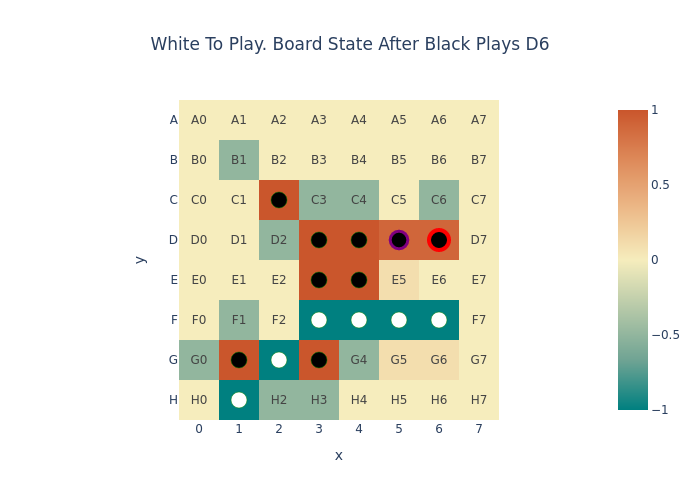 White To Play. Board State After Black Plays D6
A A0 A1 A2 A3 A4 A5 A6 A7
1
B B0 B1 B2 B3 B4 B5 B6 B7
0.5
C C0 C1 C3 C4 C5 C6 C7
D D0 D1 D2 D7
0
y
E E0 E1 E2 E5 E6 E7
F F0 F1 F2 F7
−0.5
G G0 G4 G5 G6 G7
H H0 H2 H3 H4 H5 H6 H7
−1
0 1 2 3 4 5 6 7
x